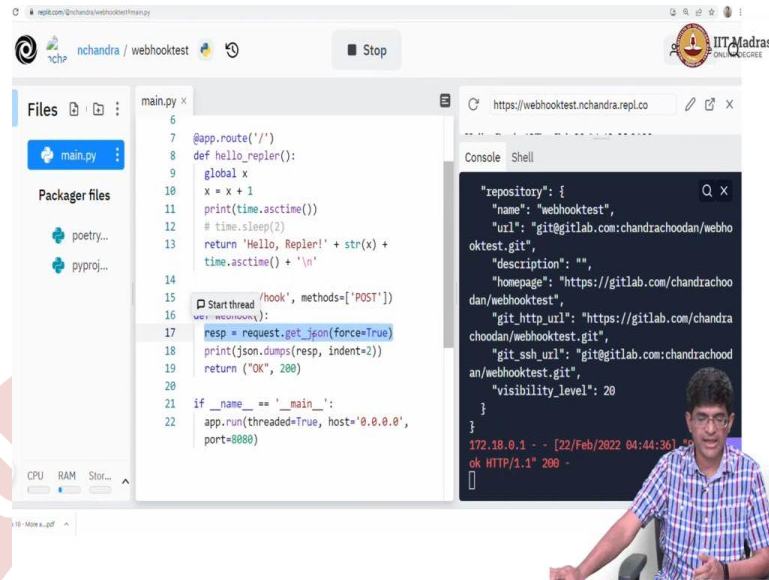 replit.com/@nchandra/webhooktest#main.py
nchandra / webhooktest
Stop
IIT Madras
ONLINE DEGREE
Files
main.py
main.py
Packager files
poetry...
pyproj...
CPU RAM Stor...
6
7 @app.route('/')
8 def hello_repler():
9 global x
10 x = x + 1
11 print(time.asctime())
12 # time.sleep(2)
13 return 'Hello, Repler!' + str(x) +
time.asctime() + '\n'
14
15 /hook', methods=['POST'])
Start thread
16 def webhook():
17 resp = request.get_json(force=True)
18 print(json.dumps(resp, indent=2))
19 return ("OK", 200)
20
21 if __name__ == '__main__':
22 app.run(threaded=True, host='0.0.0.0',
port=8080)
https://webhooktest.nchandra.repl.co
Console Shell
"repository": {
"name": "webhooktest",
"url": "git@gitlab.com:chandrachoodan/webho
oktest.git",
"description": "",
"homepage": "https://gitlab.com/chandrachoo
dan/webhooktest",
"git_http_url": "https://gitlab.com/chandra
choodan/webhooktest.git",
"git_ssh_url": "git@gitlab.com:chandrachood
an/webhooktest.git",
"visibility_level": 20
}
}
172.18.0.1 - - [22/Feb/2022 04:44:36]
ok HTTP/1.1" 200 -